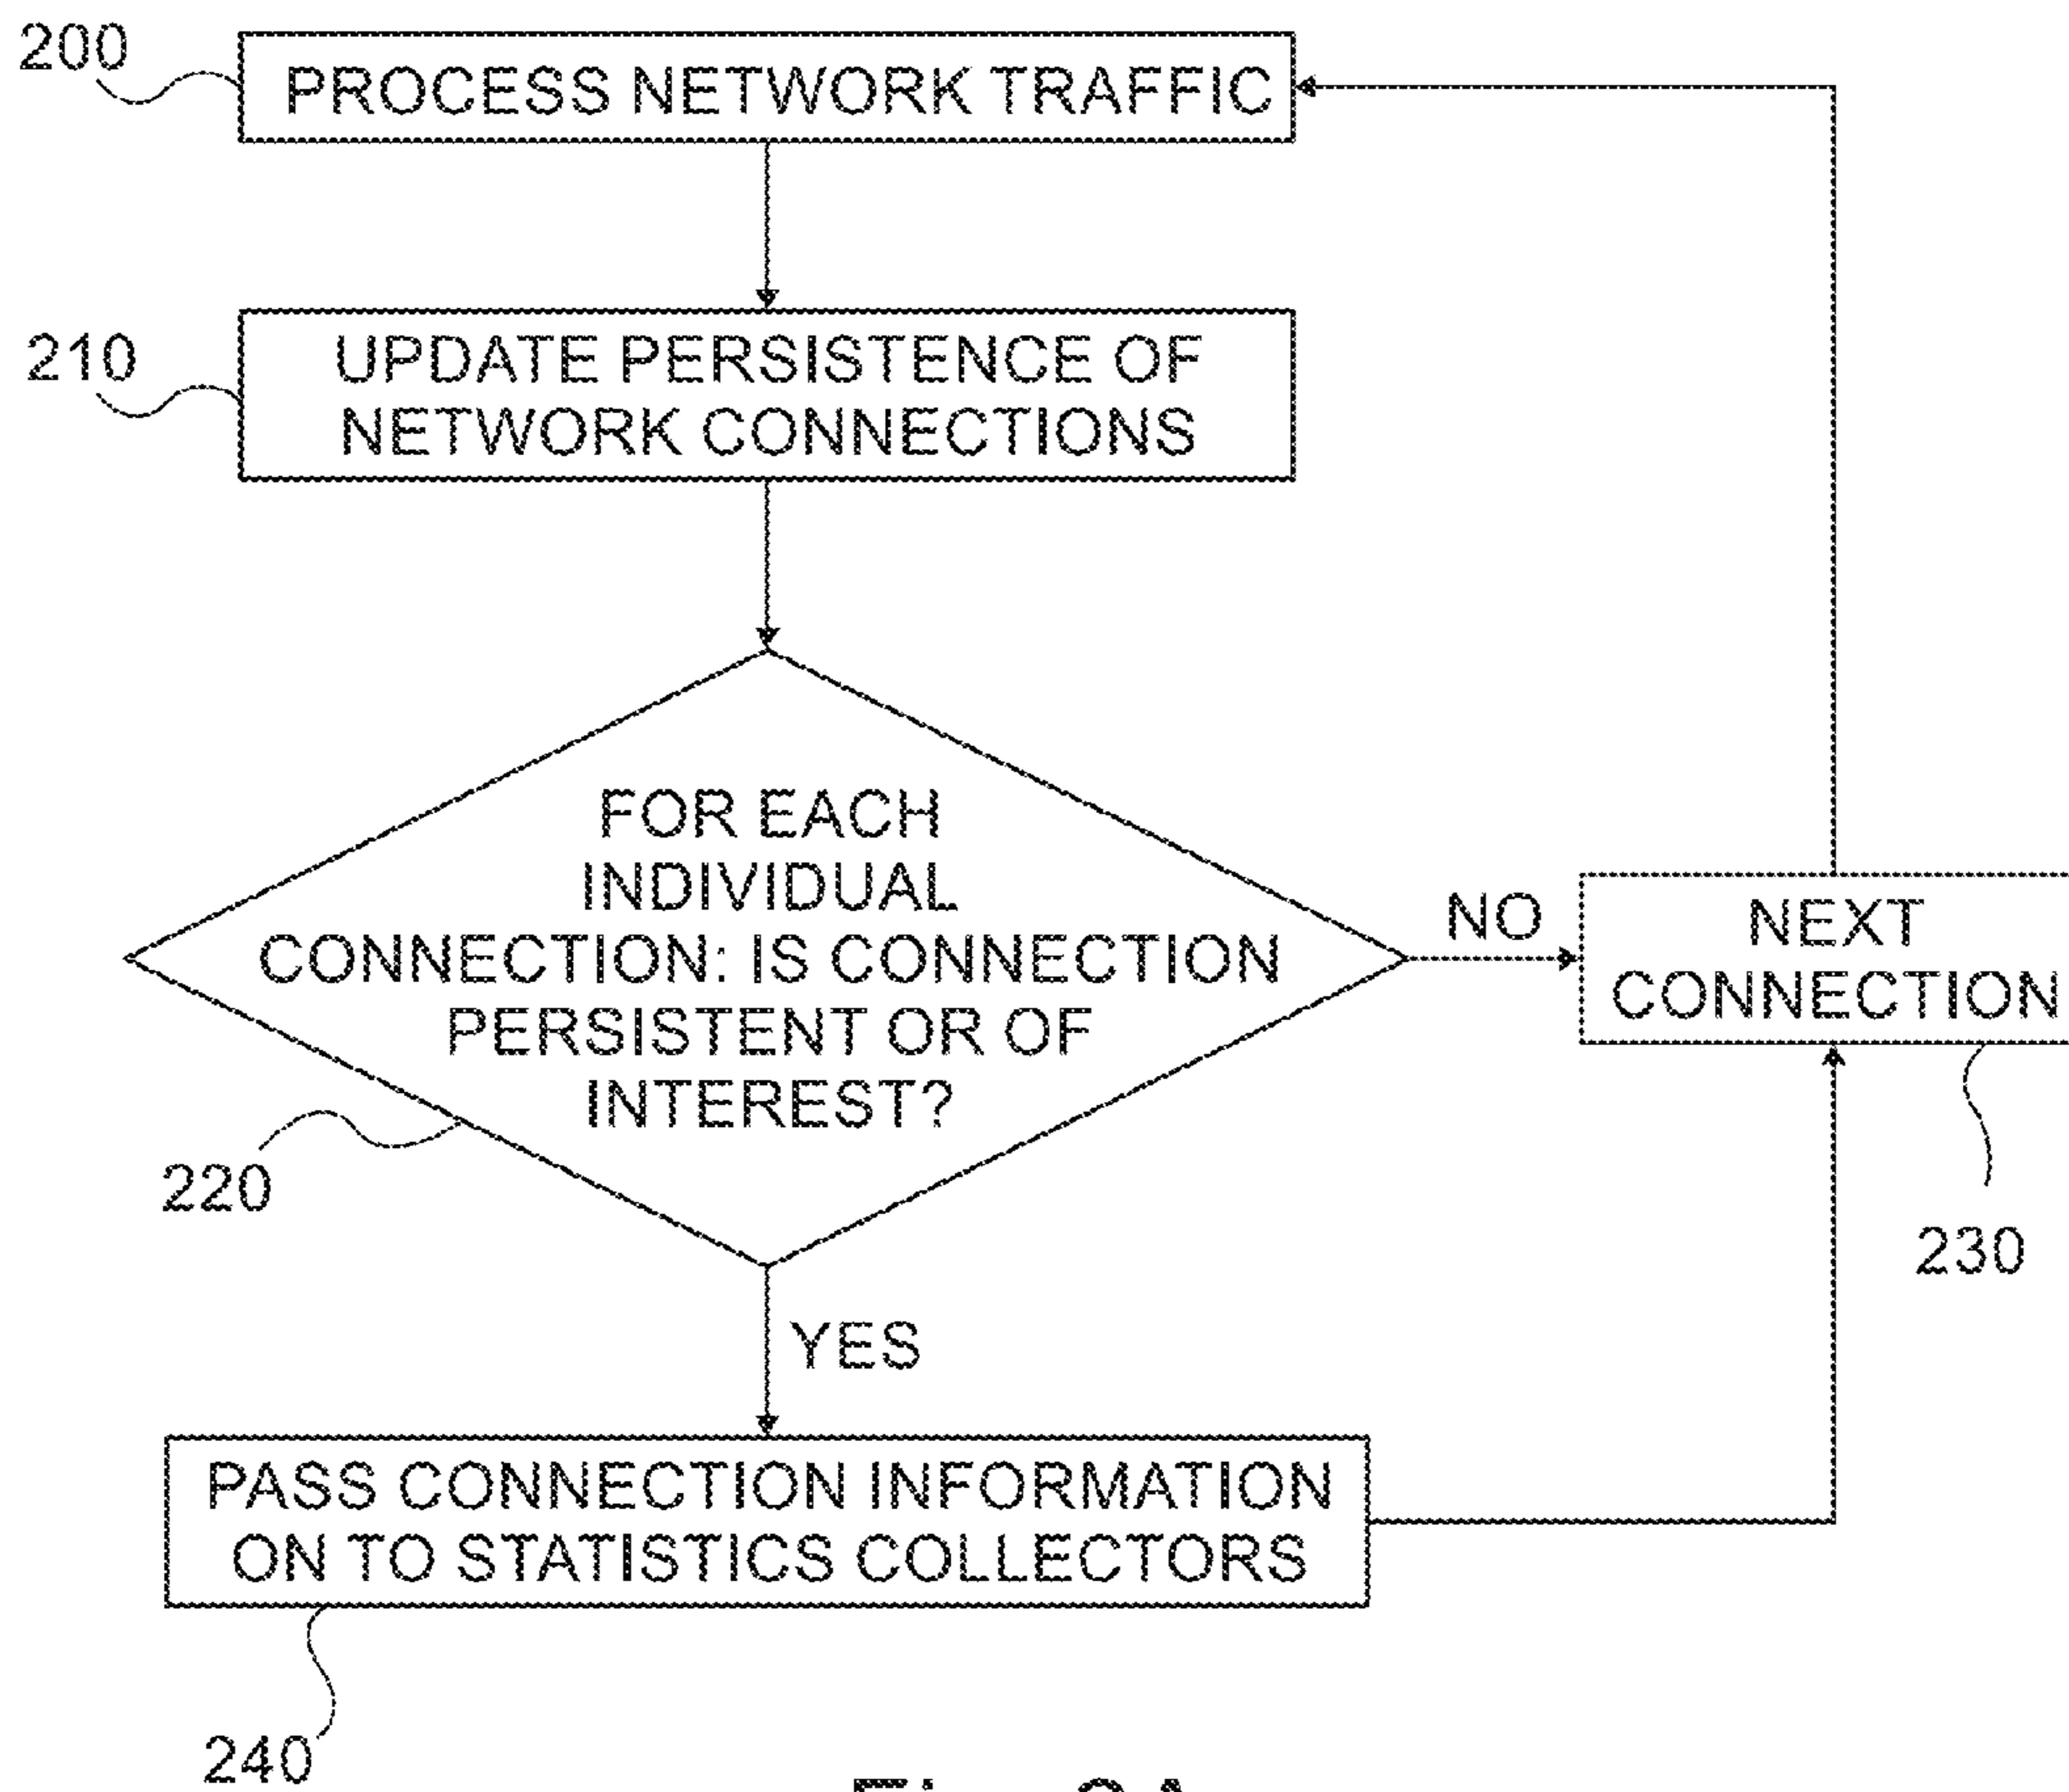 200
PROCESS NETWORK TRAFFIC
210
UPDATE PERSISTENCE OF
NETWORK CONNECTIONS
FOR EACH
INDIVIDUAL
CONNECTION: IS CONNECTION
PERSISTENT OR OF
INTEREST?
220
NO
NEXT
CONNECTION
230
YES
PASS CONNECTION INFORMATION
ON TO STATISTICS COLLECTORS
240